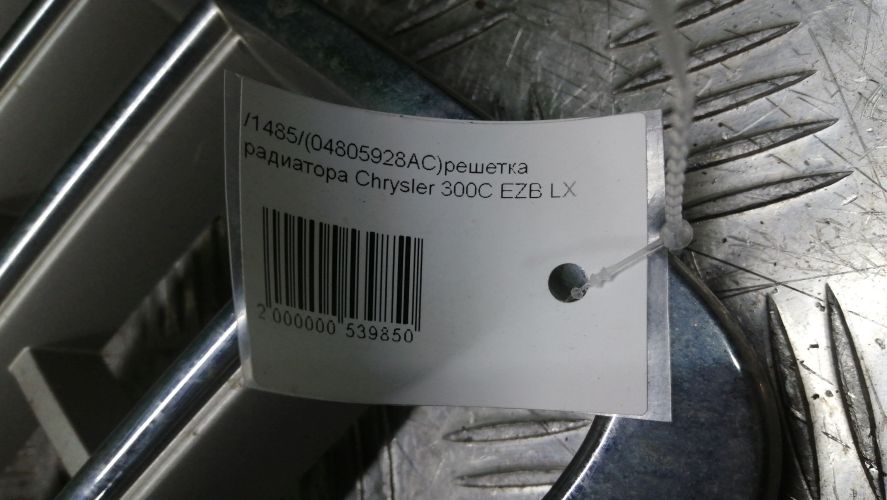 /1485/(04805928AC)решетка
радиатора Chrysler 300C EZB LX
2 000000 539850